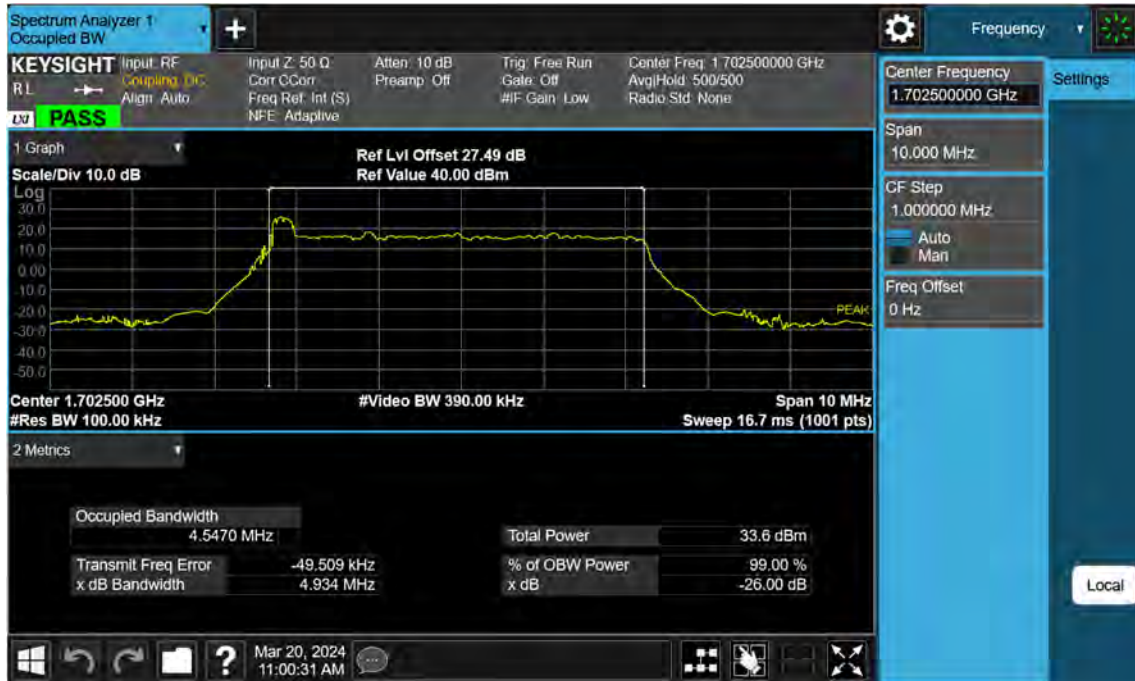 Spectrum Analyzer 1
Occupied BW
Frequency
KEYSIGHT Input: RF Input Z: 50 Ω Atten: 10 dB Trig: Free Run Center Freq: 1.702500000 GHz
RL Coupling: DC Corr CCorr Preamp: Off Gate: Off Avg|Hold: 500/500
Align: Auto Freq Ref: Int (S) #IF Gain: Low Radio Std: None
LXI PASS NFE: Adaptive
Center Frequency
1.702500000 GHz
Settings
Span
10.000 MHz
CF Step
1.000000 MHz
Auto
Man
Freq Offset
0 Hz
1 Graph
Ref Lvl Offset 27.49 dB
Scale/Div 10.0 dB Ref Value 40.00 dBm
Log
30.0
20.0
10.0
0.00
-10.0
-20.0
PEAK
-30.0
-40.0
-50.0
Center 1.702500 GHz #Video BW 390.00 kHz Span 10 MHz
#Res BW 100.00 kHz Sweep 16.7 ms (1001 pts)
2 Metrics
Occupied Bandwidth
4.5470 MHz Total Power 33.6 dBm
Transmit Freq Error -49.509 kHz % of OBW Power 99.00 %
x dB Bandwidth 4.934 MHz x dB -26.00 dB
Local
? Mar 20, 2024
11:00:31 AM